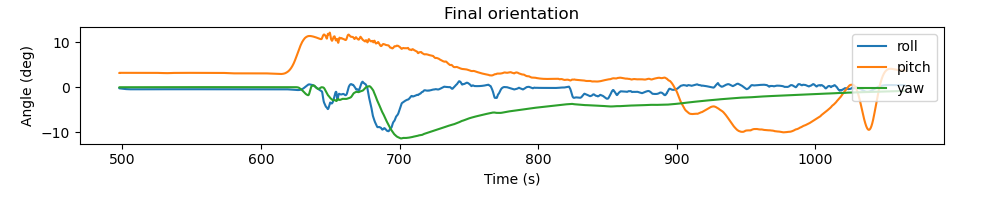 Final orientation
Angle (deg)
10
0
−10
roll
pitch
yaw
500 600 700 800 900 1000
Time (s)